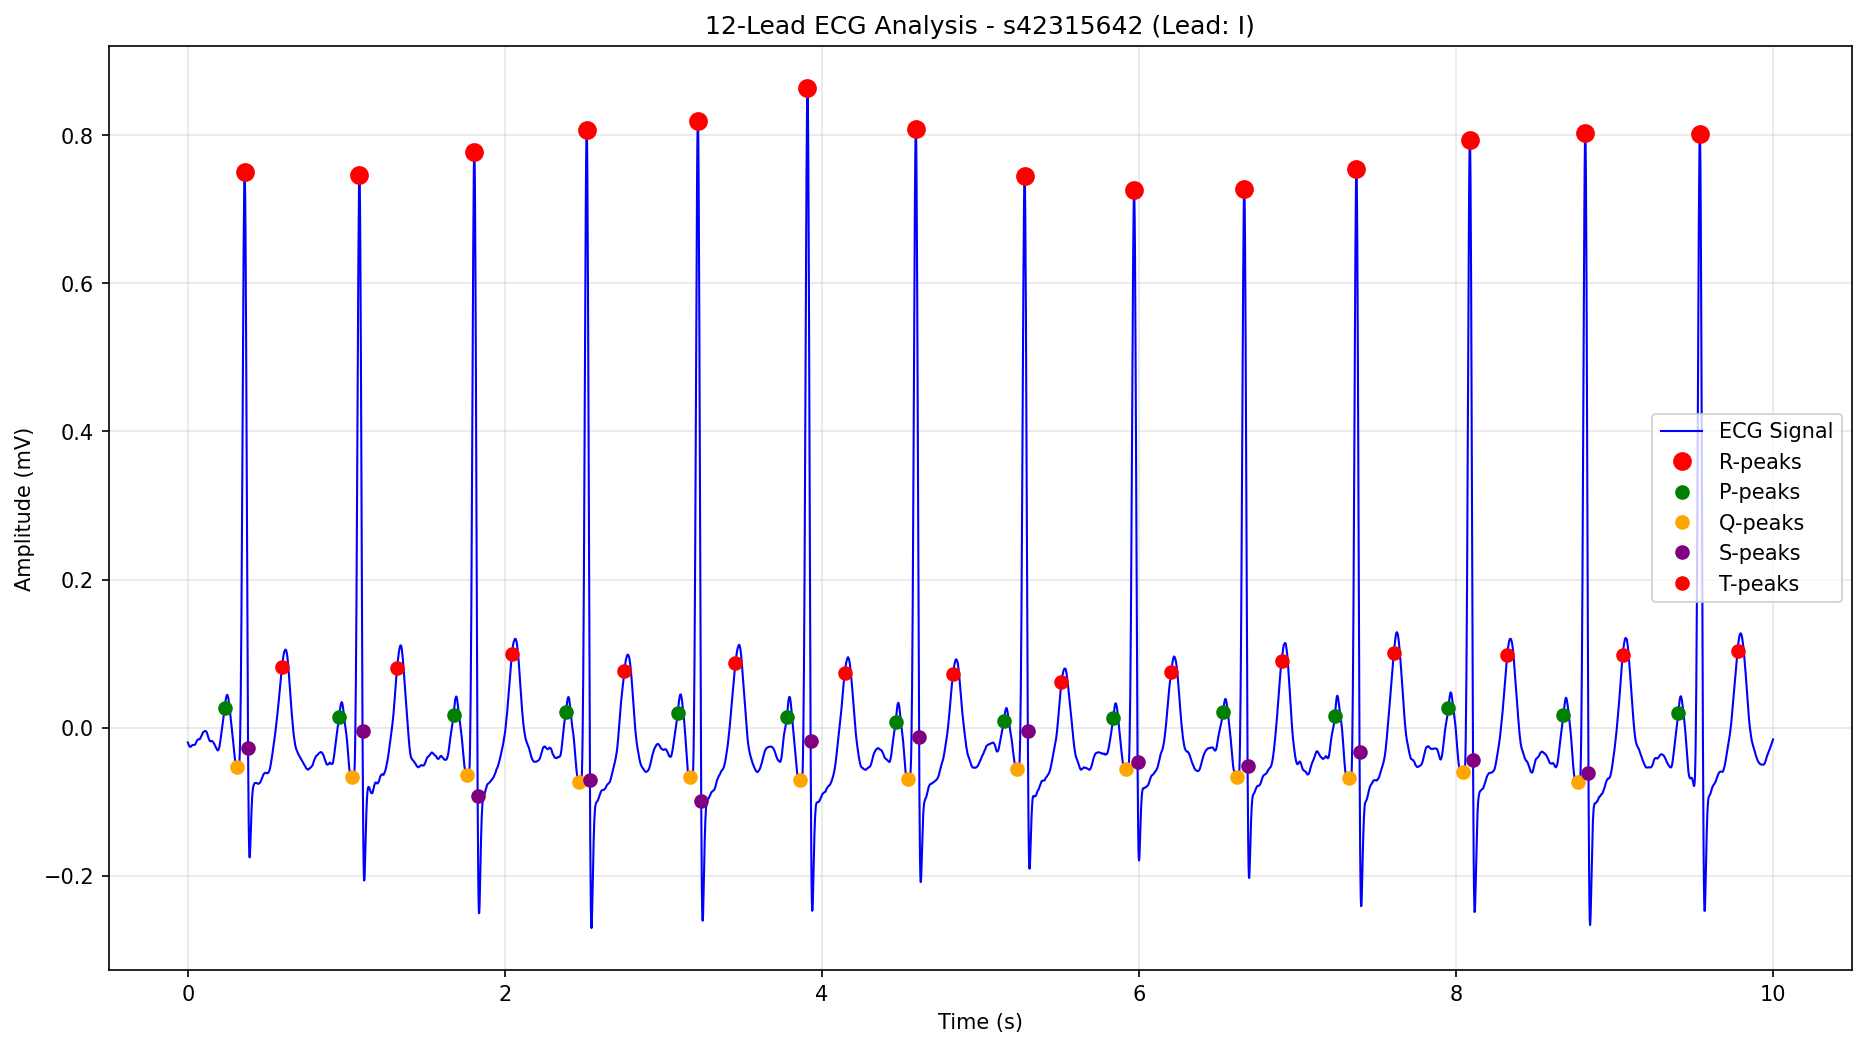 12-Lead ECG Analysis - s42315642 (Lead: I)
Amplitude (mV)
0.8
0.6
0.4
0.2
0.0
−0.2
ECG Signal
R-peaks
P-peaks
Q-peaks
S-peaks
T-peaks
0 2 4 6 8 10
Time (s)